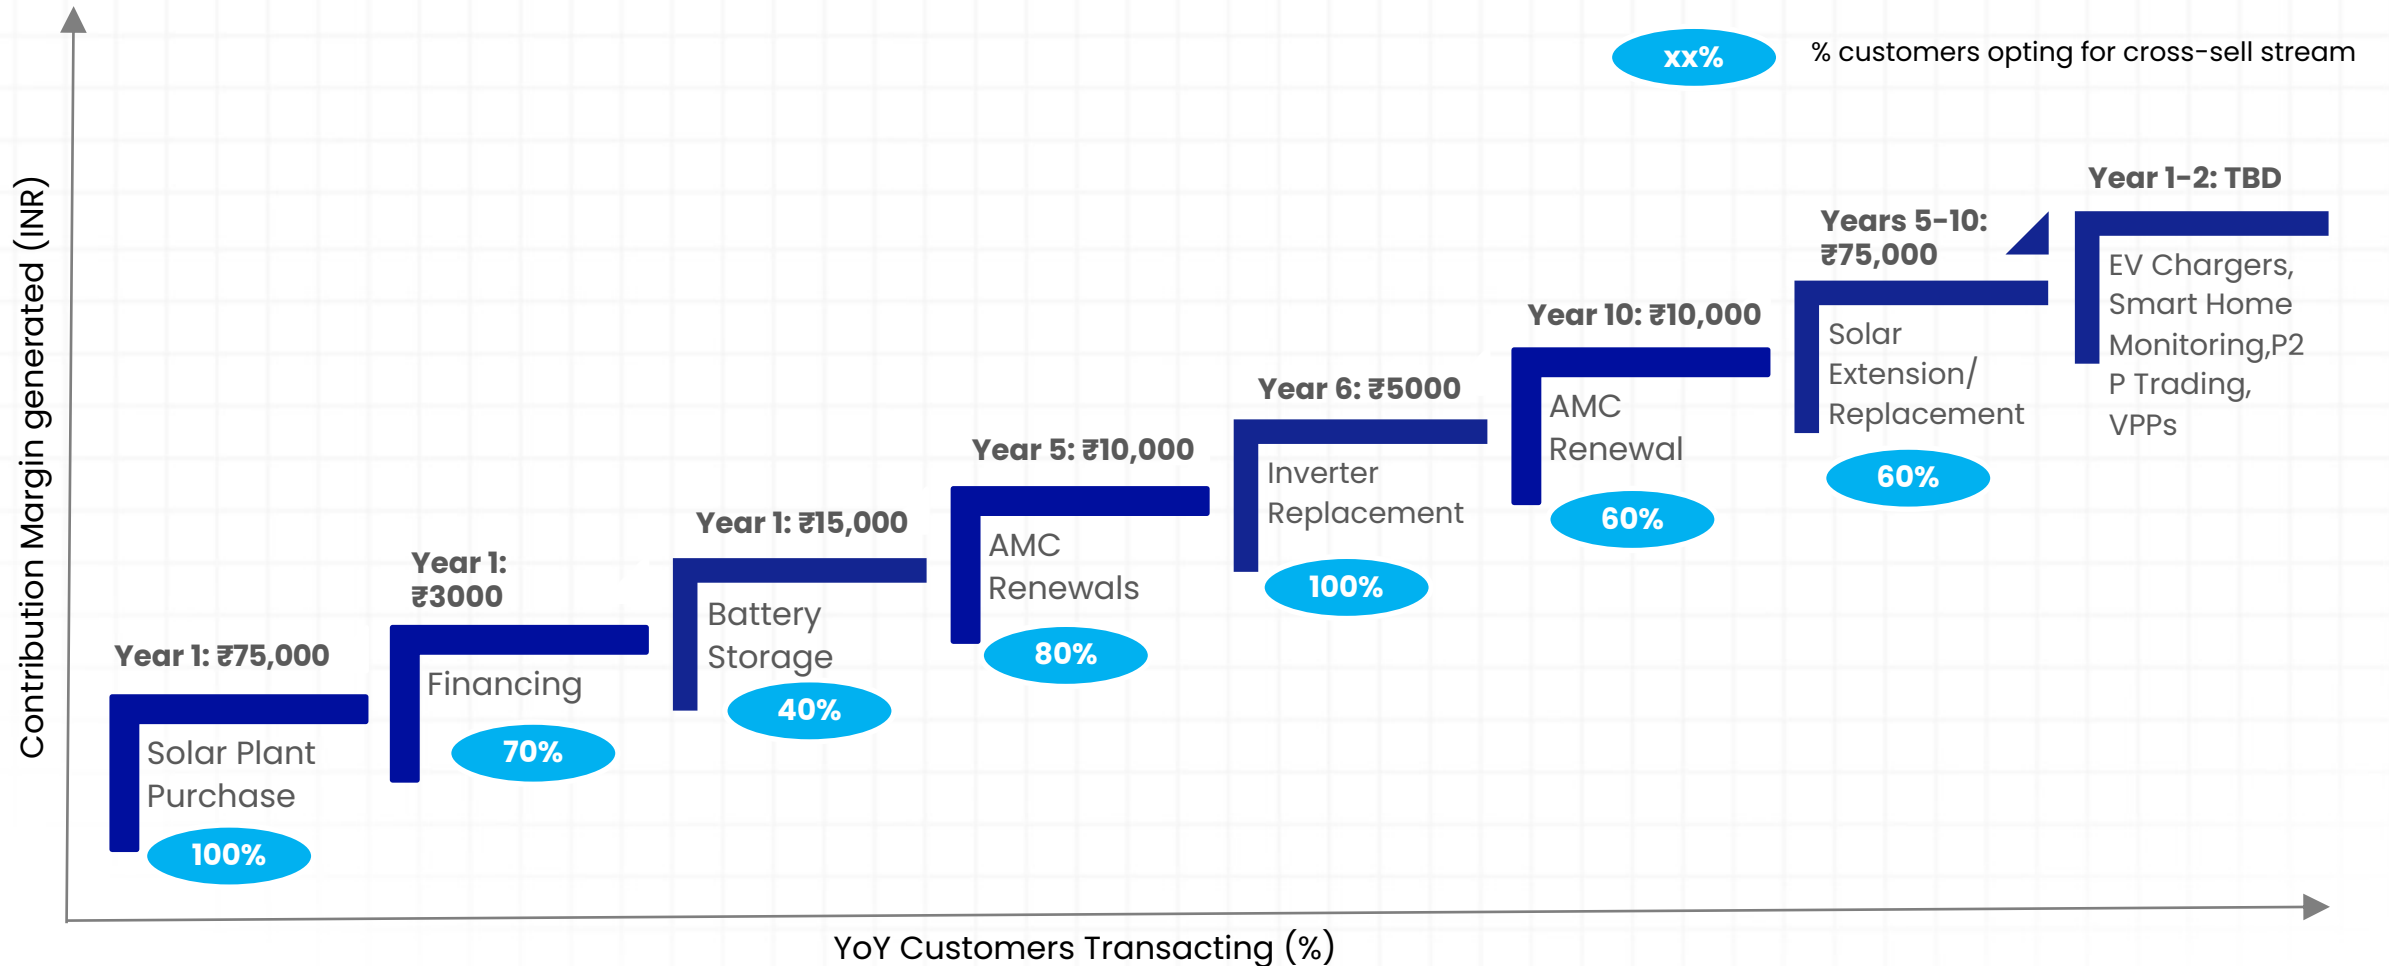 xx%
% customers opting for cross-sell stream
Contribution Margin generated (INR)
Year 1: ₹75,000
Solar Plant
Purchase
100%
Year 1:
₹3000
Financing
70%
Year 1: ₹15,000
Battery
Storage
40%
Year 5: ₹10,000
AMC
Renewals
80%
Year 6: ₹5000
Inverter
Replacement
100%
Year 10: ₹10,000
AMC
Renewal
60%
Years 5-10:
₹75,000
Solar
Extension/
Replacement
60%
Year 1-2: TBD
EV Chargers,
Smart Home
Monitoring,P2
P Trading,
VPPs
YoY Customers Transacting (%)